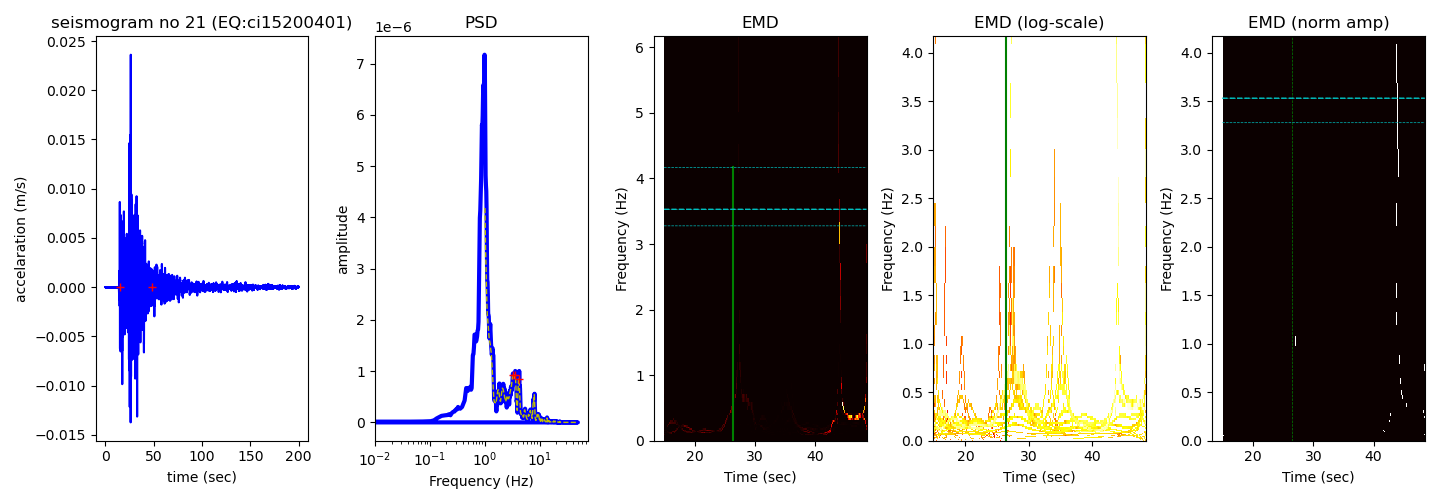 seismogram no 21 (EQ:ci15200401)
accelaration (m/s)
0.025
0.020
0.015
0.010
0.005
0.000
−0.005
−0.010
−0.015
0 50 100 150 200
time (sec)
PSD
1e−6
amplitude
7
6
5
4
3
2
1
0
10−2 10−1 100 101
Frequency (Hz)
EMD
Frequency (Hz)
6
5
4
3
2
1
0
20 30 40
Time (sec)
EMD (log-scale)
Frequency (Hz)
4.0
3.5
3.0
2.5
2.0
1.5
1.0
0.5
0.0
20 30 40
Time (sec)
EMD (norm amp)
Frequency (Hz)
4.0
3.5
3.0
2.5
2.0
1.5
1.0
0.5
0.0
20 30 40
Time (sec)